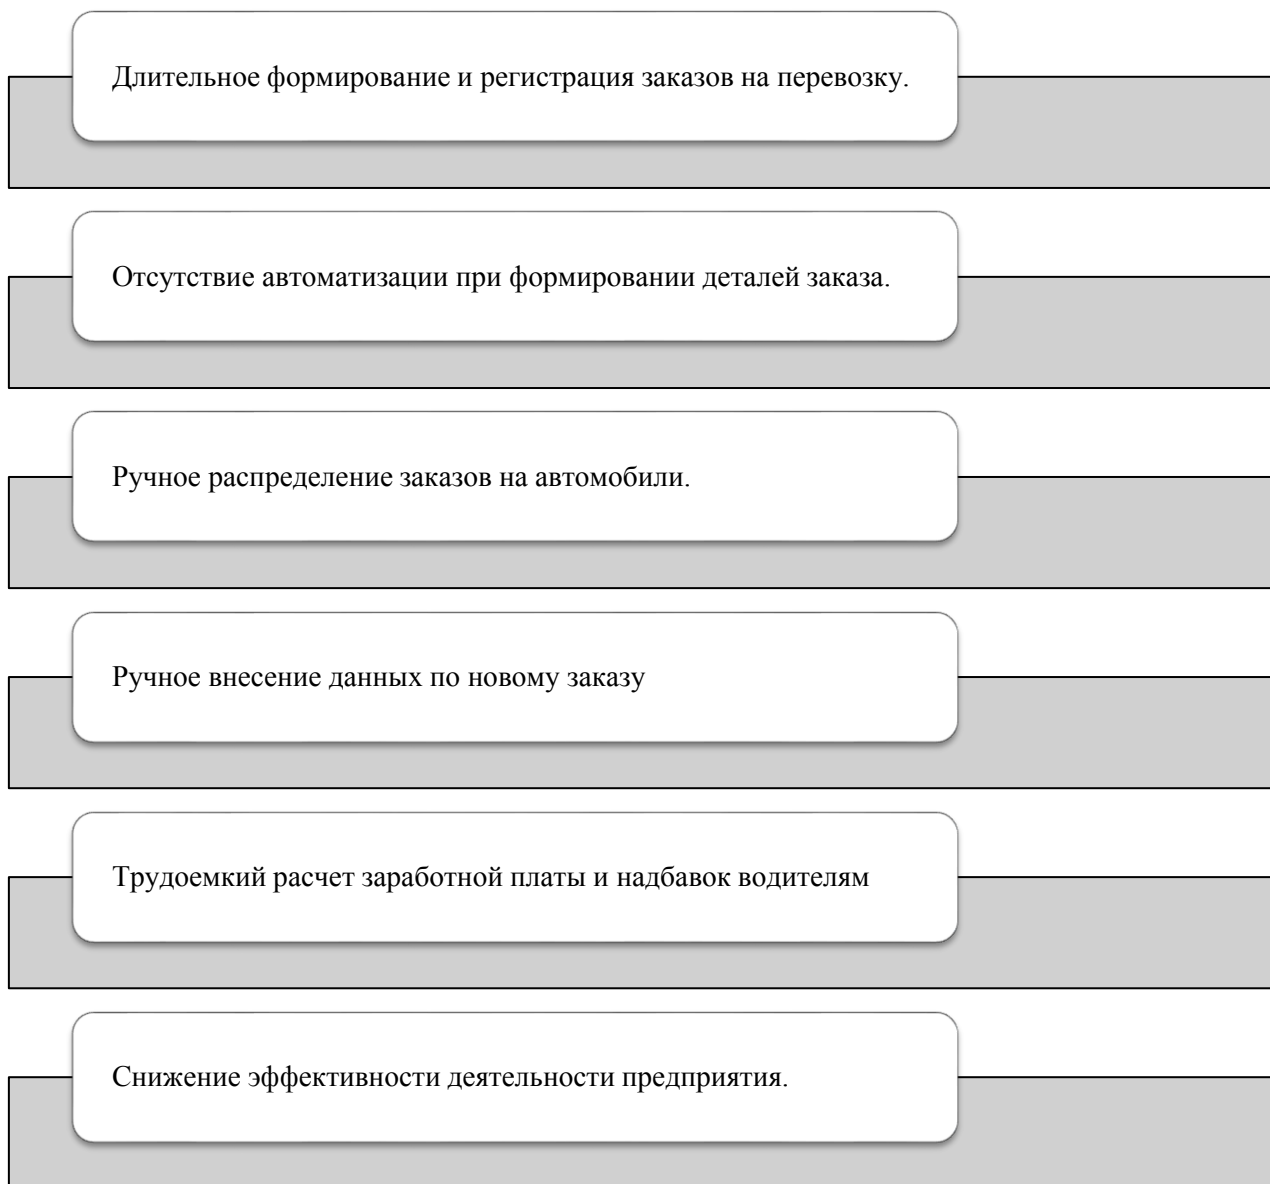 Длительное формирование и регистрация заказов на перевозку.
Отсутствие автоматизации при формировании деталей заказа.
Ручное распределение заказов на автомобили.
Ручное внесение данных по новому заказу
Трудоемкий расчет заработной платы и надбавок водителям
Снижение эффективности деятельности предприятия.